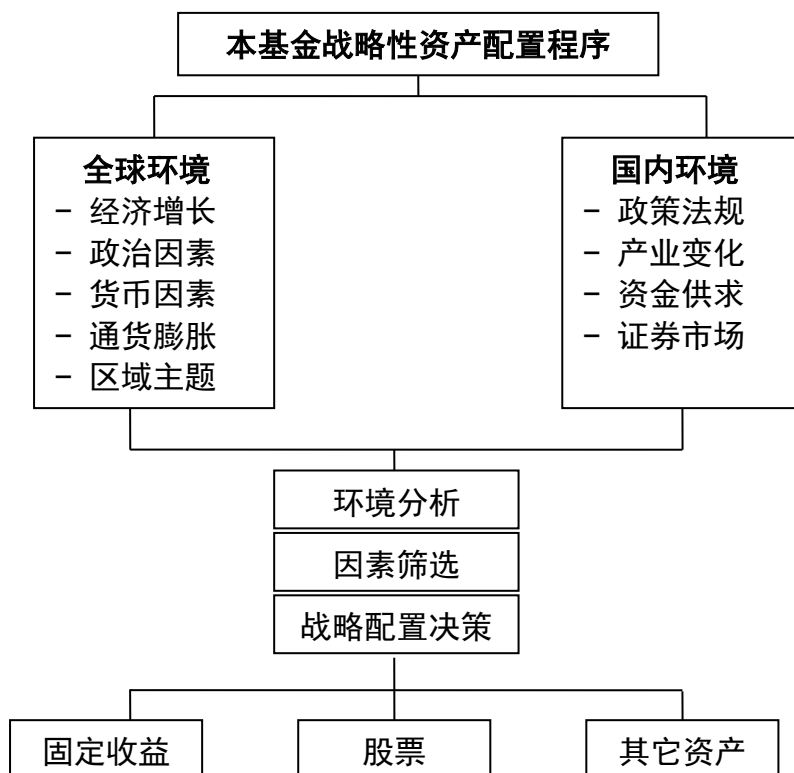 本基金战略性资产配置程序
全球环境
– 经济增长
– 政治因素
– 货币因素
– 通货膨胀
– 区域主题
国内环境
– 政策法规
– 产业变化
– 资金供求
– 证券市场
环境分析
因素筛选
战略配置决策
固定收益
股票
其它资产